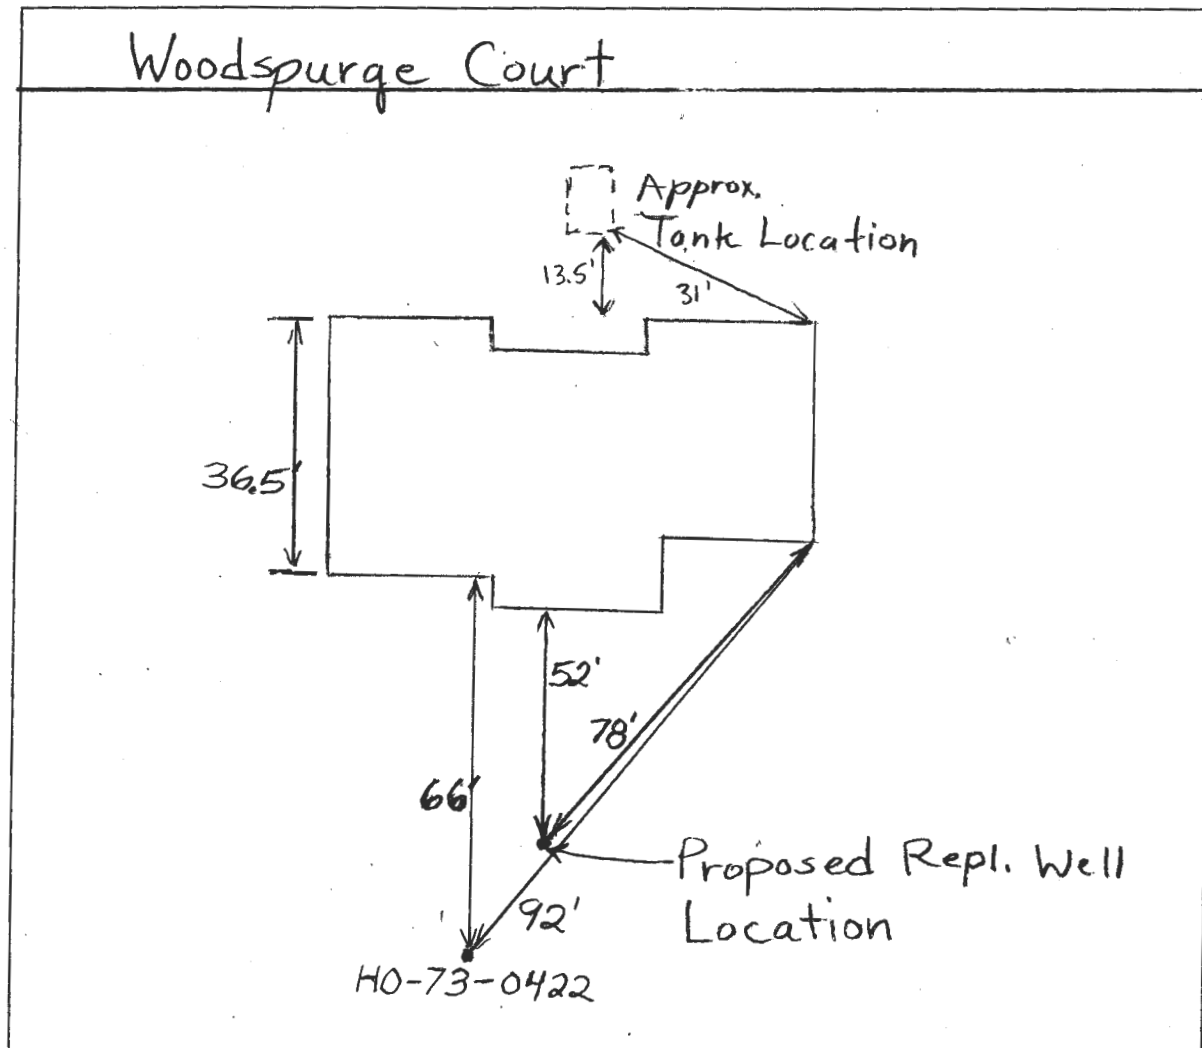 Woodspurge Court
Approx.
Tank Location
13.5'
31'
36.5'
52'
78'
66'
Proposed Repl. Well
Location
92'
HO-73-0422